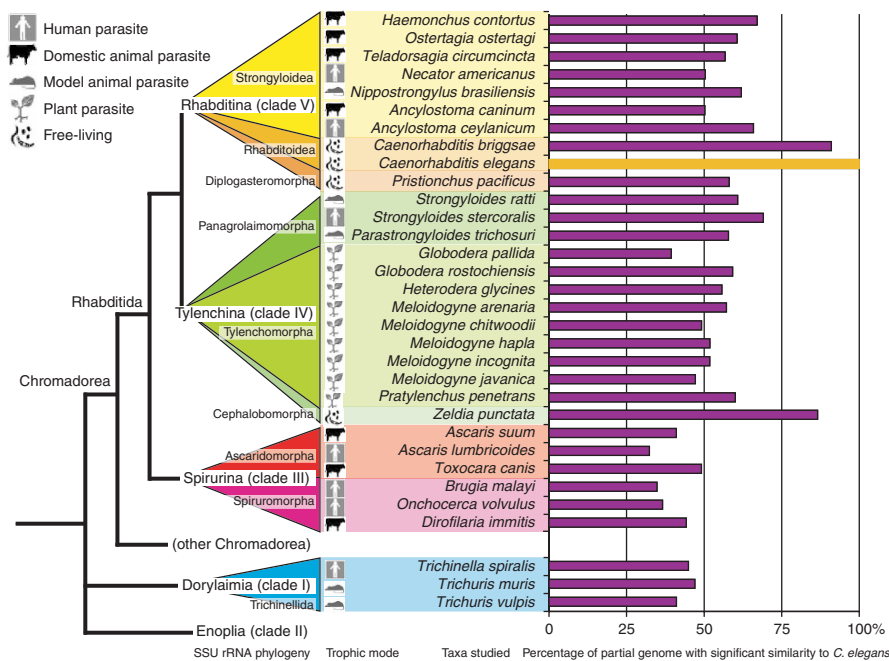 Human parasite
Domestic animal parasite
Model animal parasite
Plant parasite
Free-living
Chromadorea
Rhabditida
Rhabditina (clade V)
Strongyloidea
Rhabditoidea
Diplogasteromorpha
Tylenchina (clade IV)
Panagrolaimomorpha
Tylenchomorpha
Cephalobomorpha
Spirurina (clade III)
Ascaridomorpha
Spiruromorpha
(other Chromadorea)
Dorylaimia (clade I)
Trichinellida
Enoplia (clade II)
Haemonchus contortus
Ostertagia ostertagi
Teladorsagia circumcincta
Necator americanus
Nippostrongylus brasiliensis
Ancylostoma caninum
Ancylostoma ceylanicum
Caenorhabditis briggsae
Caenorhabditis elegans
Pristionchus pacificus
Strongyloides ratti
Strongyloides stercoralis
Parastrongyloides trichosuri
Globodera pallida
Globodera rostochiensis
Heterodera glycines
Meloidogyne arenaria
Meloidogyne chitwoodii
Meloidogyne hapla
Meloidogyne incognita
Meloidogyne javanica
Pratylenchus penetrans
Zeldia punctata
Ascaris suum
Ascaris lumbricoides
Toxocara canis
Brugia malayi
Onchocerca volvulus
Dirofilaria immitis
Trichinella spiralis
Trichuris muris
Trichuris vulpis
0 25 50 75 100%
SSU rRNA phylogeny Trophic mode Taxa studied Percentage of partial genome with significant similarity to C. elegans